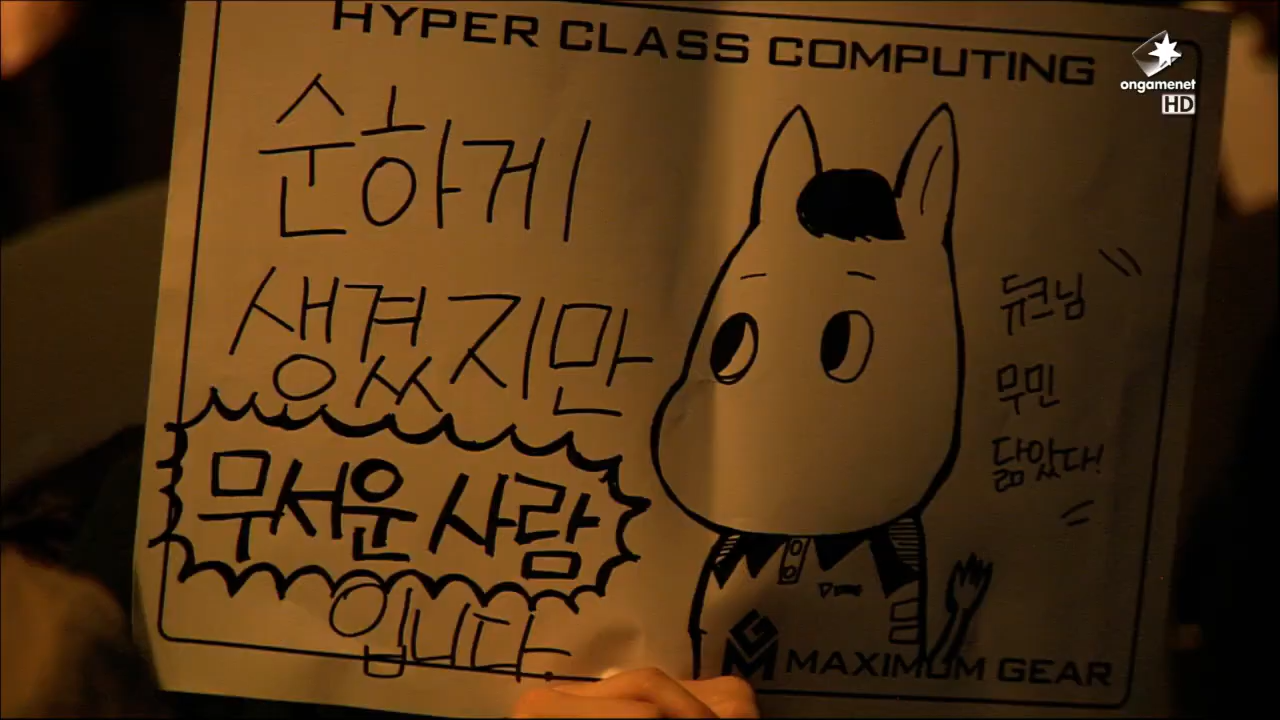 HYPER CLASS COMPUTING
ongamenet
HD
순하게
생겼지만
무서운 사람
입니다.
듀크님
무민
닮았다!
MAXIMUM GEAR